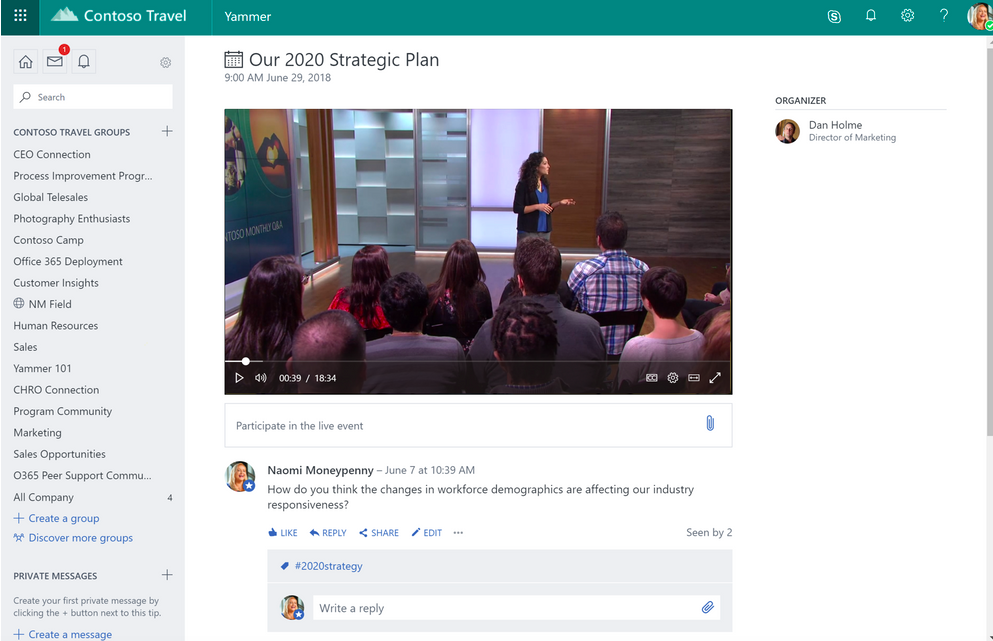 Contoso Travel
Yammer
1
Search
CONTOSO TRAVEL GROUPS
CEO Connection
Process Improvement Progr...
Global Telesales
Photography Enthusiasts
Contoso Camp
Office 365 Deployment
Customer Insights
NM Field
Human Resources
Sales
Yammer 101
CHRO Connection
Program Community
Marketing
Sales Opportunities
O365 Peer Support Commu...
All Company 4
Create a group
Discover more groups
PRIVATE MESSAGES
Create your first private message by
clicking the + button next to this tip.
Create a message
Our 2020 Strategic Plan
9:00 AM June 29, 2018
NTOSO MONTHLY Q&A
00:39 / 18:34
CC
Participate in the live event
Naomi Moneypenny – June 7 at 10:39 AM
How do you think the changes in workforce demographics are affecting our industry
responsiveness?
LIKE REPLY SHARE EDIT ··· Seen by 2
#2020strategy
Write a reply
ORGANIZER
Dan Holme
Director of Marketing